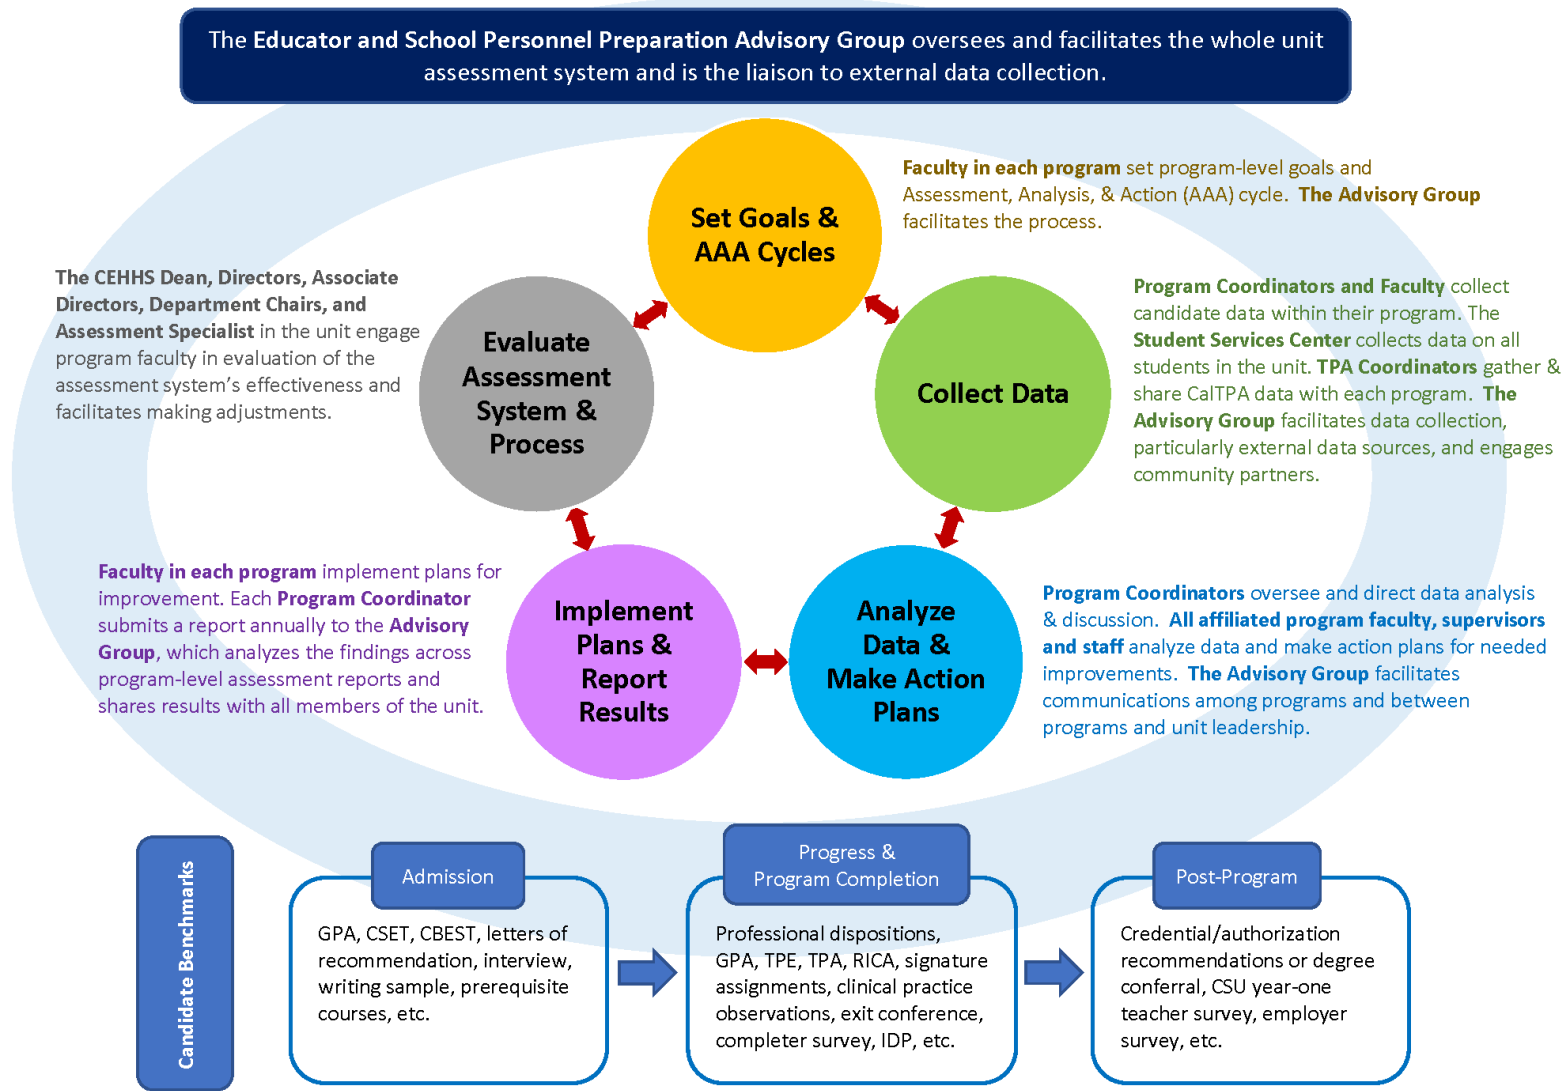 The Educator and School Personnel Preparation Advisory Group oversees and facilitates the whole unit
assessment system and is the liaison to external data collection.
Set Goals &
AAA Cycles
Faculty in each program set program-level goals and
Assessment, Analysis, & Action (AAA) cycle. The Advisory Group
facilitates the process.
Collect Data
Program Coordinators and Faculty collect
candidate data within their program. The
Student Services Center collects data on all
students in the unit. TPA Coordinators gather &
share CalTPA data with each program. The
Advisory Group facilitates data collection,
particularly external data sources, and engages
community partners.
Analyze
Data &
Make Action
Plans
Program Coordinators oversee and direct data analysis
& discussion. All affiliated program faculty, supervisors
and staff analyze data and make action plans for needed
improvements. The Advisory Group facilitates
communications among programs and between
programs and unit leadership.
Implement
Plans &
Report
Results
Faculty in each program implement plans for
improvement. Each Program Coordinator
submits a report annually to the Advisory
Group, which analyzes the findings across
program-level assessment reports and
shares results with all members of the unit.
Evaluate
Assessment
System &
Process
The CEHHS Dean, Directors, Associate
Directors, Department Chairs, and
Assessment Specialist in the unit engage
program faculty in evaluation of the
assessment system's effectiveness and
facilitates making adjustments.
Candidate Benchmarks
Admission
GPA, CSET, CBEST, letters of
recommendation, interview,
writing sample, prerequisite
courses, etc.
Progress &
Program Completion
Professional dispositions,
GPA, TPE, TPA, RICA, signature
assignments, clinical practice
observations, exit conference,
completer survey, IDP, etc.
Post-Program
Credential/authorization
recommendations or degree
conferral, CSU year-one
teacher survey, employer
survey, etc.